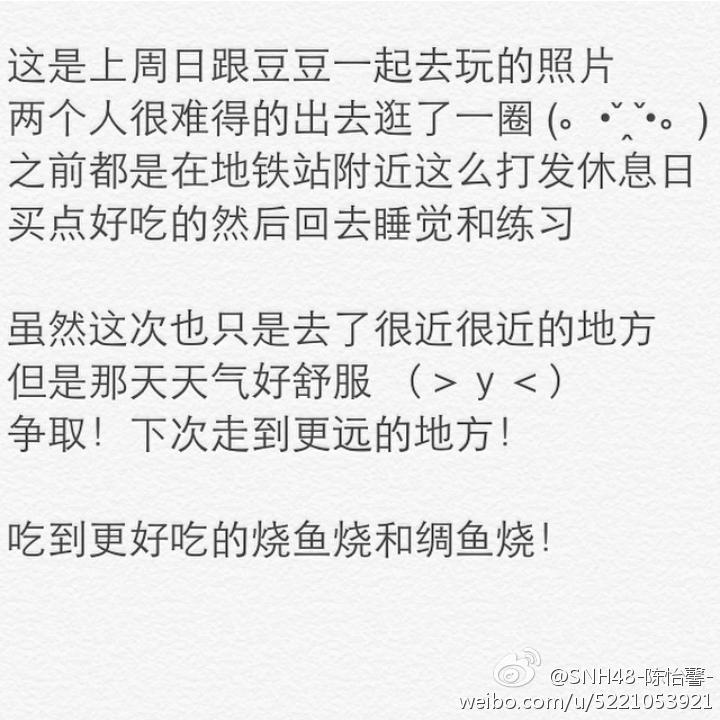 这是上周日跟豆豆一起去玩的照片
两个人很难得的出去逛了一圈 (｡•ˇ‸ˇ•｡)
之前都是在地铁站附近这么打发休息日
买点好吃的然后回去睡觉和练习
虽然这次也只是去了很近很近的地方
但是那天天气好舒服 （＞y＜）
争取！下次走到更远的地方！
吃到更好吃的烧鱼烧和绸鱼烧！
@SNH48-陈怡馨-
weibo.com/u/5221053921